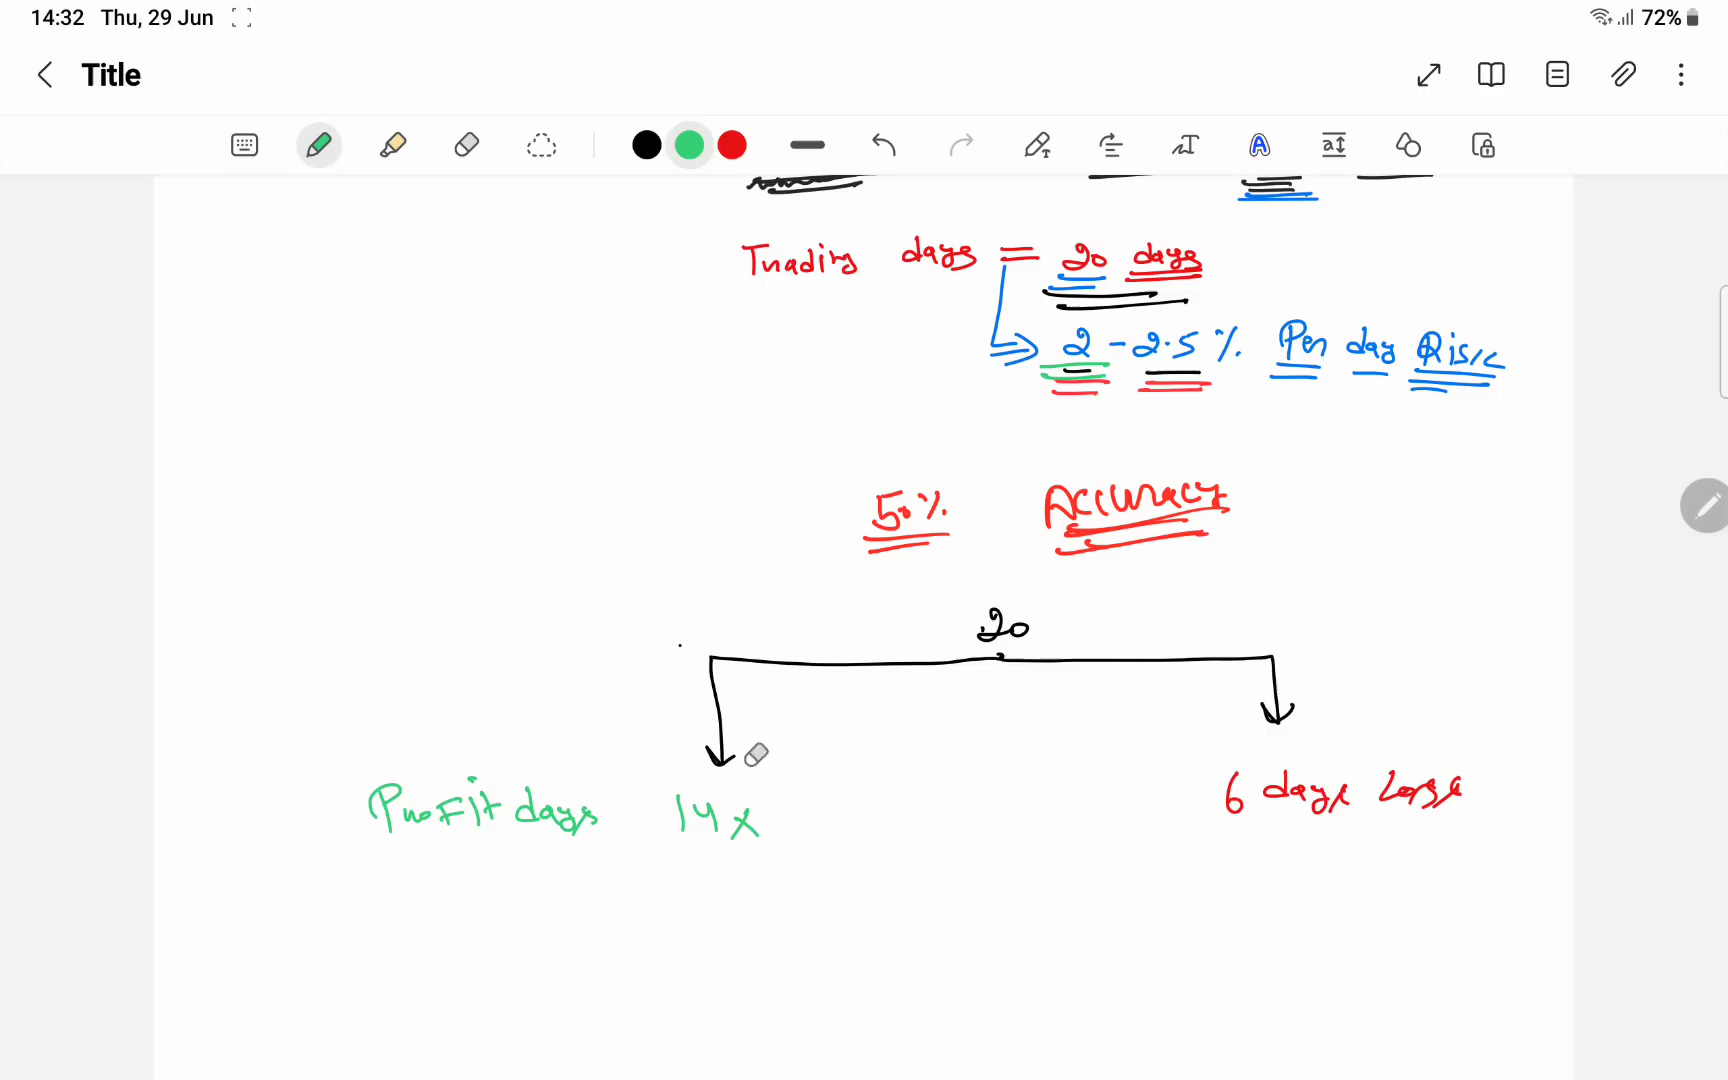 14:32 Thu, 29 Jun 72%
Title
Trading days = 20 days
2 - 2.5 % Per day Risk
50% Accuracy
20
Profit days 14 x
6 days Loss